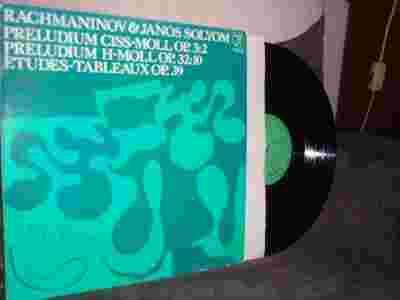 RACHMANINOV & JANOS SOLYOM
PRELUDIUM CISS-MOLL OP. 3:2
PRELUDIUM H-MOLL OP. 32:10
ETUDES-TABLEAUX OP. 39